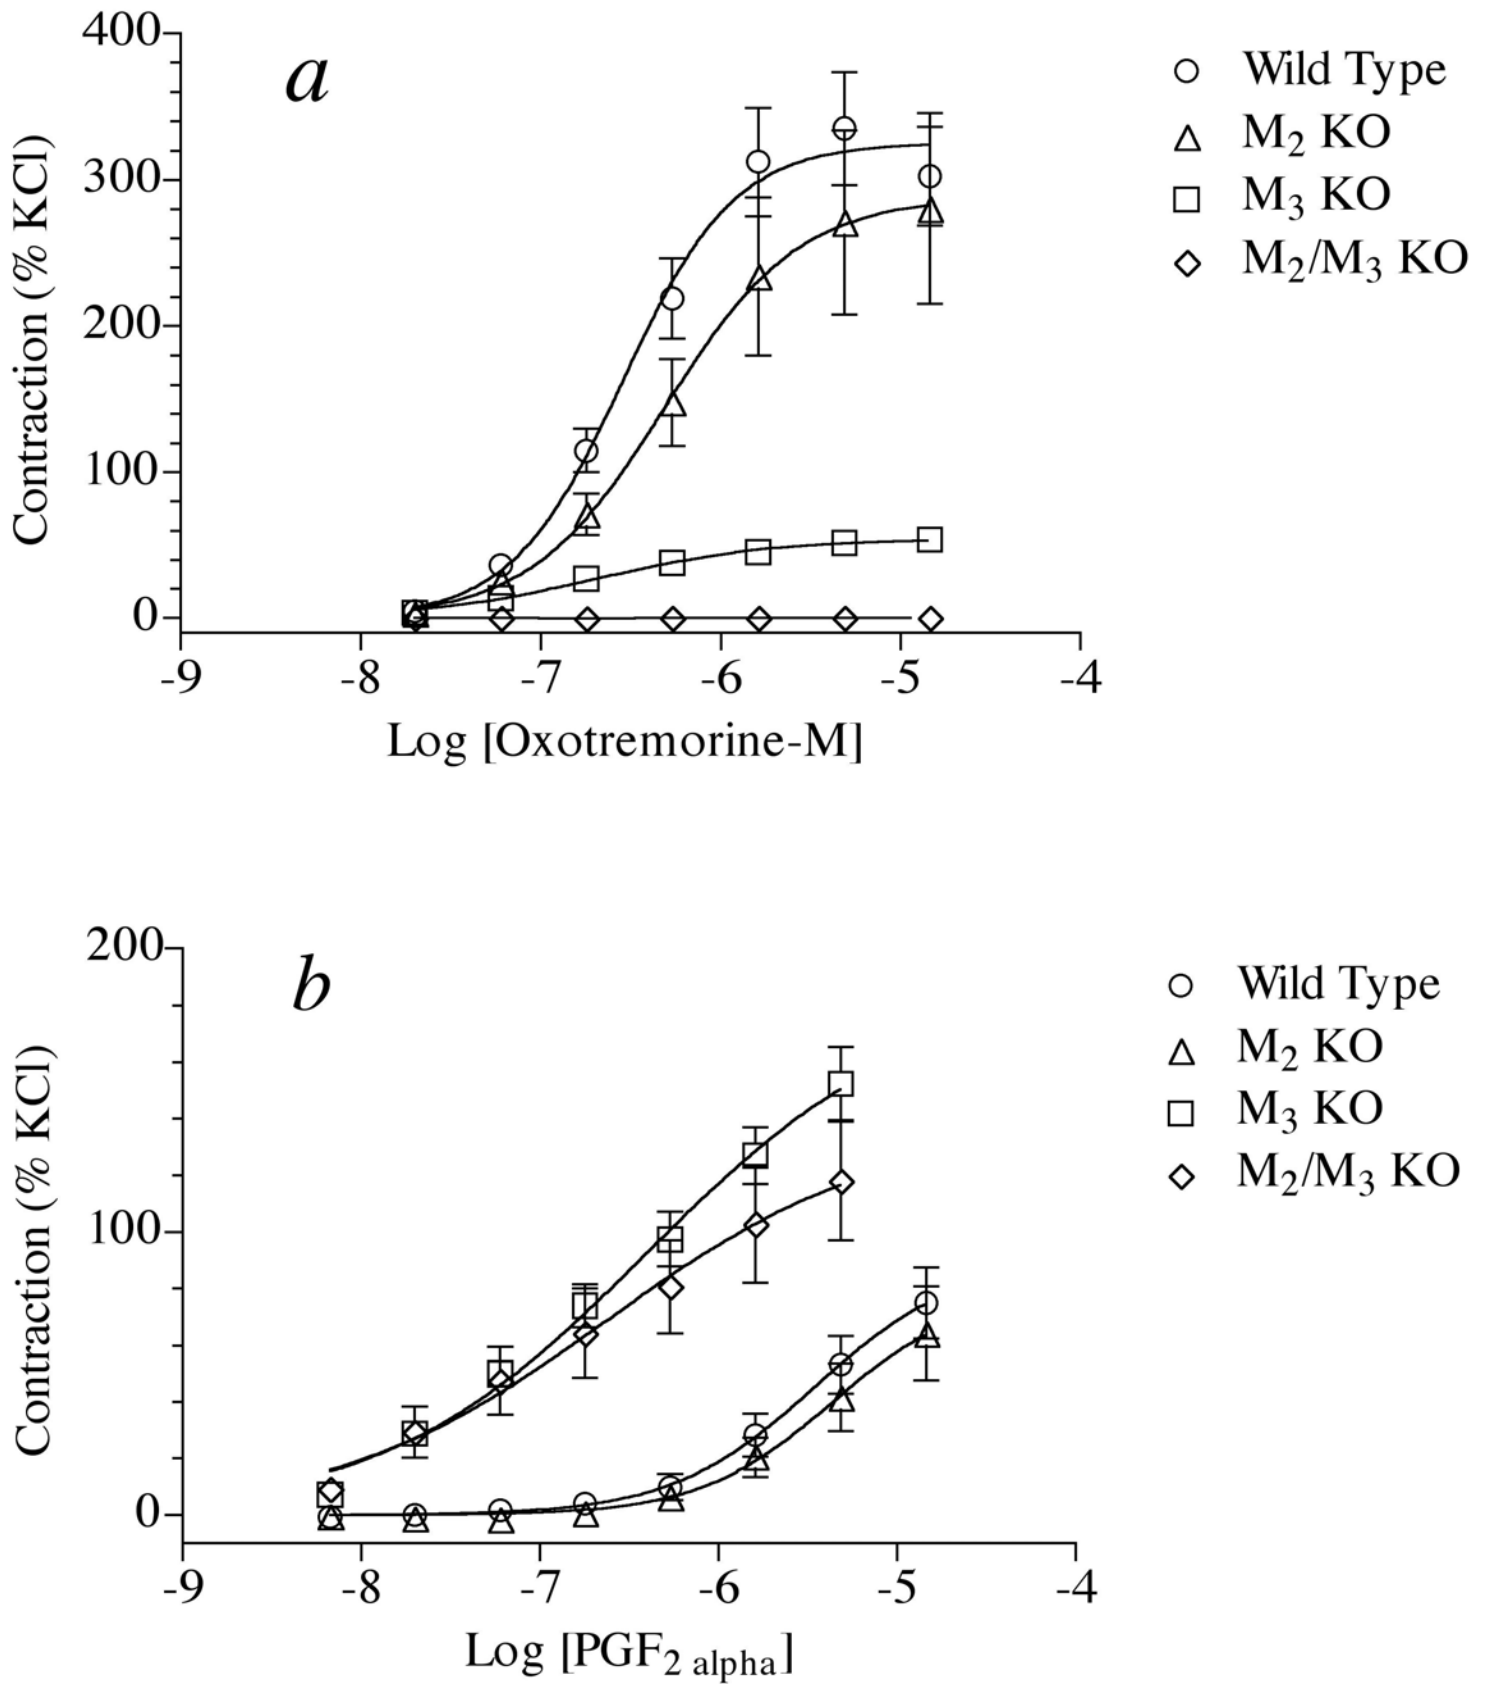 a
400
300
200
100
0
Contraction (% KCl)
-9 -8 -7 -6 -5 -4
Log [Oxotremorine-M]
Wild Type
M2 KO
M3 KO
M2/M3 KO
b
200
100
0
Contraction (% KCl)
-9 -8 -7 -6 -5 -4
Log [PGF2 alpha]
Wild Type
M2 KO
M3 KO
M2/M3 KO